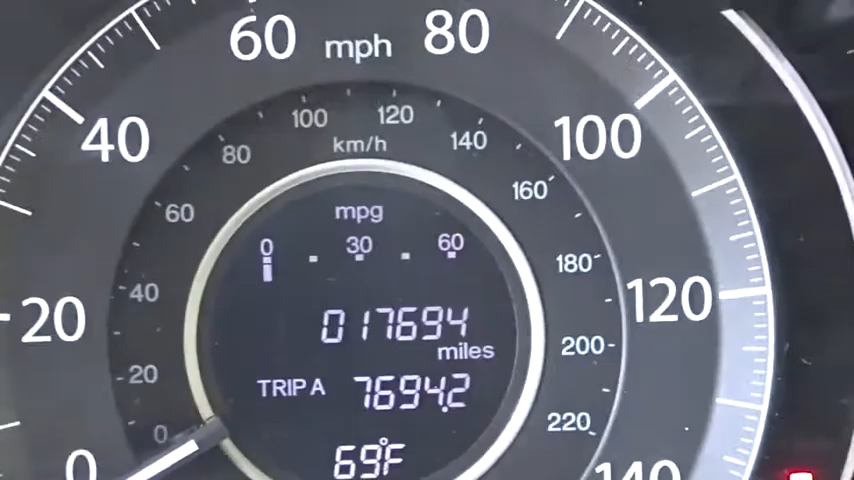 60 mph 80
40 100
20 120
0 140
100 120
80 km/h 140
60 160
40 180
20 200
0 220
mpg
0 30 60
017694
miles
TRIP A 7694.2
69°F